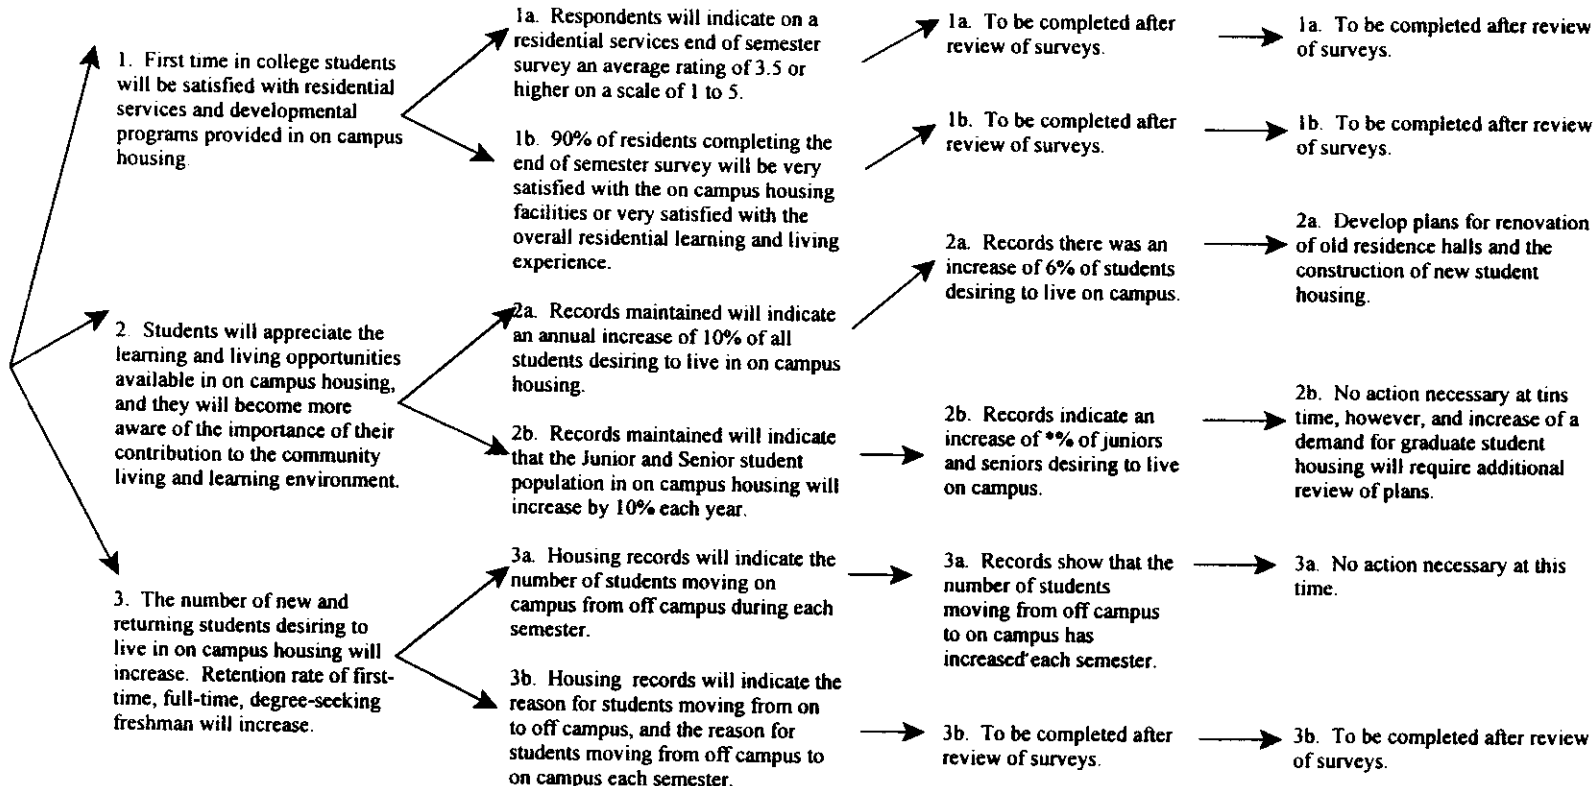 1. First time in college students
will be satisfied with residential
services and developmental
programs provided in on campus
housing.
2. Students will appreciate the
learning and living opportunities
available in on campus housing,
and they will become more
aware of the importance of their
contribution to the community
living and learning environment.
3. The number of new and
returning students desiring to
live in on campus housing will
increase. Retention rate of first-
time, full-time, degree-seeking
freshman will increase.
1a. Respondents will indicate on a
residential services end of semester
survey an average rating of 3.5 or
higher on a scale of 1 to 5.
1b. 90% of residents completing the
end of semester survey will be very
satisfied with the on campus housing
facilities or very satisfied with the
overall residential learning and living
experience.
2a. Records maintained will indicate
an annual increase of 10% of all
students desiring to live in on campus
housing.
2b. Records maintained will indicate
that the Junior and Senior student
population in on campus housing will
increase by 10% each year.
3a. Housing records will indicate the
number of students moving on
campus from off campus during each
semester.
3b. Housing records will indicate the
reason for students moving from on
to off campus, and the reason for
students moving from off campus to
on campus each semester.
1a. To be completed after
review of surveys.
1b. To be completed after
review of surveys.
2a. Records there was an
increase of 6% of students
desiring to live on campus.
2b. Records indicate an
increase of *% of juniors
and seniors desiring to live
on campus.
3a. Records show that the
number of students
moving from off campus
to on campus has
increased each semester.
3b. To be completed after
review of surveys.
1a. To be completed after review
of surveys.
1b. To be completed after review
of surveys.
2a. Develop plans for renovation
of old residence halls and the
construction of new student
housing.
2b. No action necessary at tins
time, however, and increase of a
demand for graduate student
housing will require additional
review of plans.
3a. No action necessary at this
time.
3b. To be completed after review
of surveys.